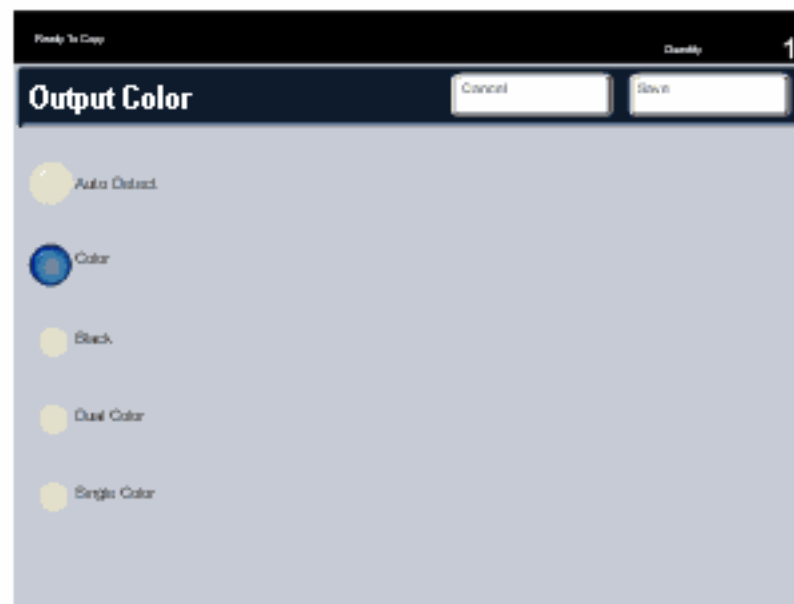 Ready To Copy
Quantity 1
Output Color
Cancel
Save
Auto Detect
Color
Black
Dual Color
Single Color